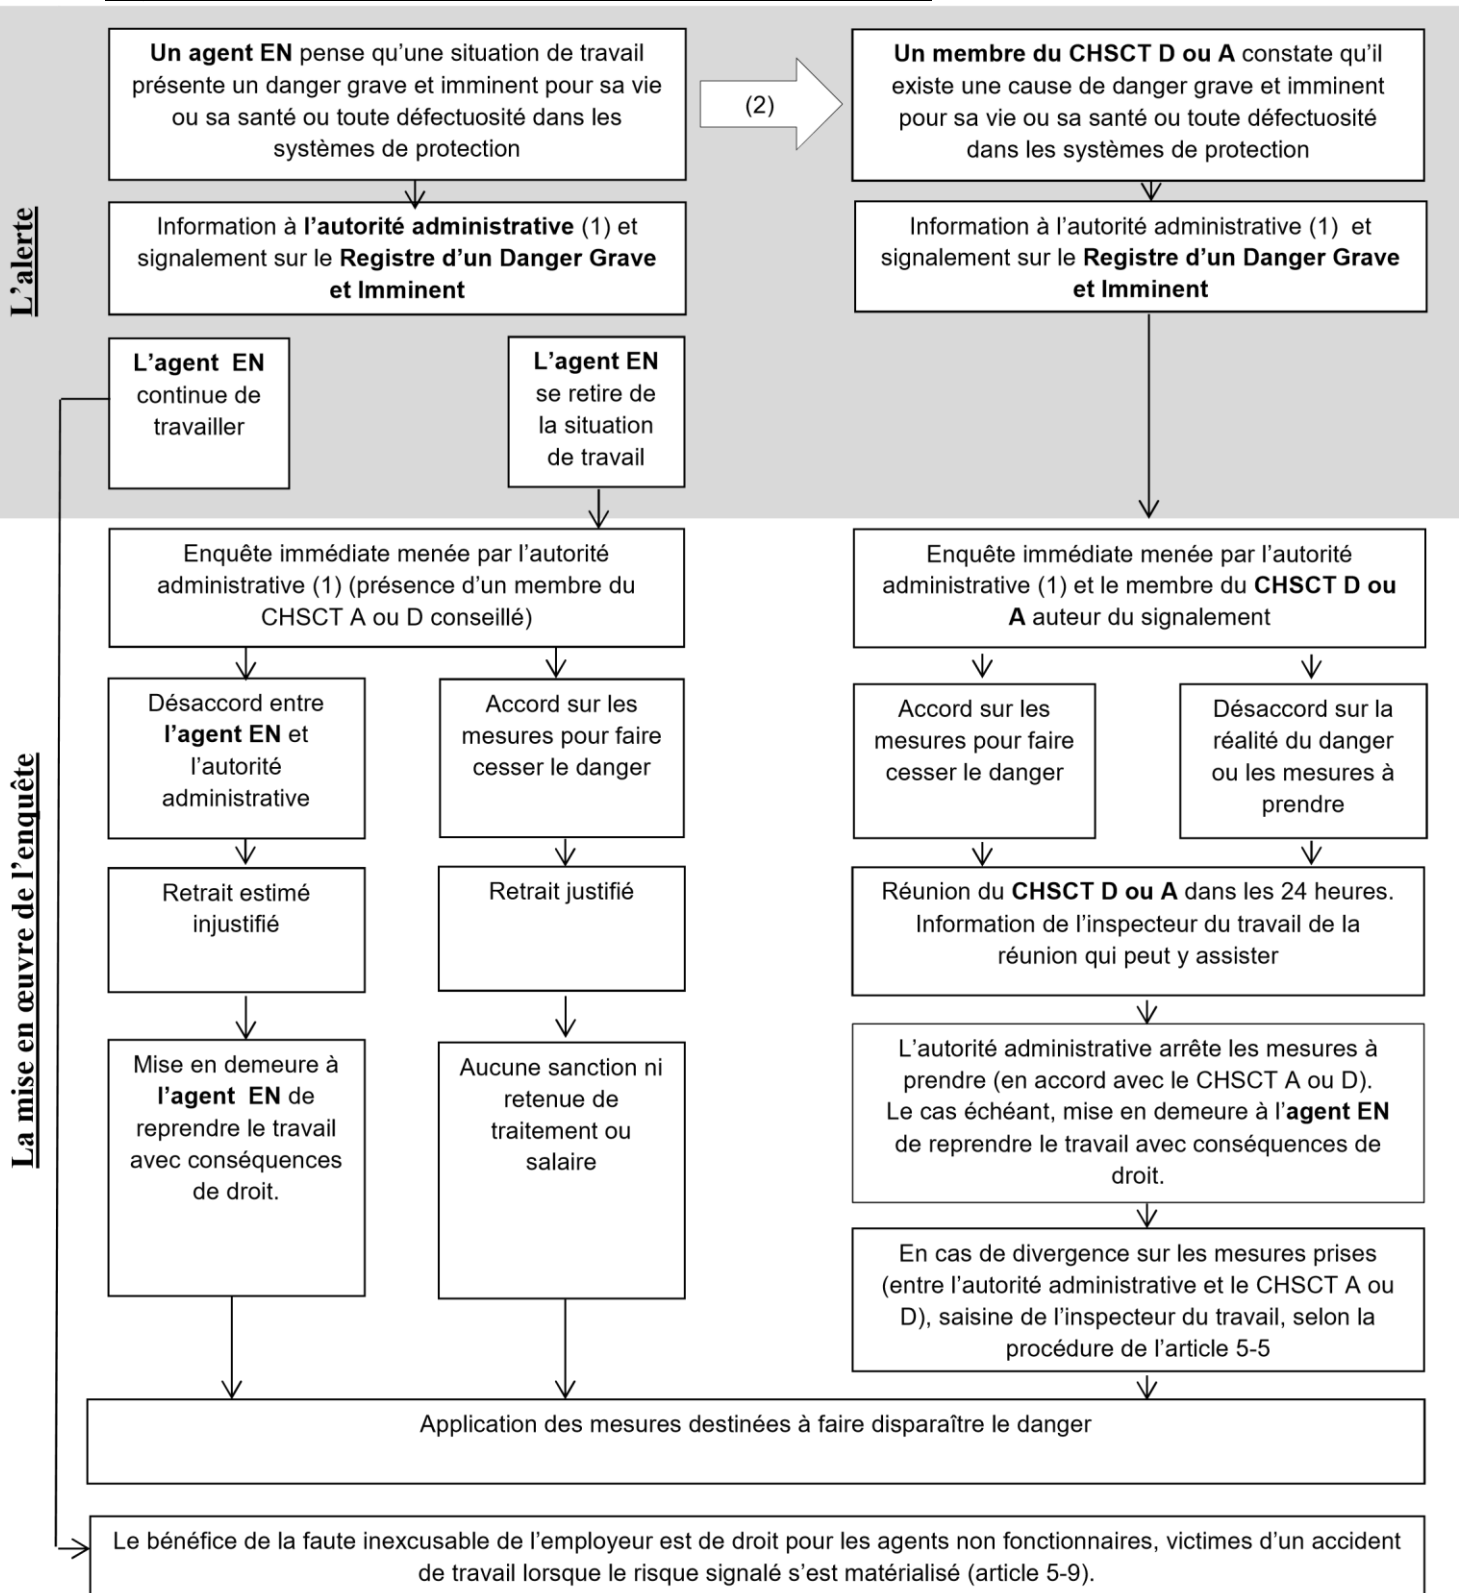 Un agent EN pense qu’une situation de travail
présente un danger grave et imminent pour sa vie
ou sa santé ou toute défectuosité dans les
systèmes de protection
(2)
Un membre du CHSCT D ou A constate qu’il
existe une cause de danger grave et imminent
pour sa vie ou sa santé ou toute défectuosité
dans les systèmes de protection
L’alerte
Information à l’autorité administrative (1) et
signalement sur le Registre d’un Danger Grave
et Imminent
Information à l’autorité administrative (1) et
signalement sur le Registre d’un Danger Grave
et Imminent
L’agent EN
continue de
travailler
L’agent EN
se retire de
la situation
de travail
La mise en œuvre de l’enquête
Enquête immédiate menée par l’autorité
administrative (1) (présence d’un membre du
CHSCT A ou D conseillé)
Enquête immédiate menée par l’autorité
administrative (1) et le membre du CHSCT D ou
A auteur du signalement
Désaccord entre
l’agent EN et
l’autorité
administrative
Accord sur les
mesures pour faire
cesser le danger
Accord sur les
mesures pour faire
cesser le danger
Désaccord sur la
réalité du danger
ou les mesures à
prendre
Retrait estimé
injustifié
Retrait justifié
Réunion du CHSCT D ou A dans les 24 heures.
Information de l’inspecteur du travail de la
réunion qui peut y assister
Mise en demeure à
l’agent EN de
reprendre le travail
avec conséquences
de droit.
Aucune sanction ni
retenue de
traitement ou
salaire
L’autorité administrative arrête les mesures à
prendre (en accord avec le CHSCT A ou D).
Le cas échéant, mise en demeure à l’agent EN
de reprendre le travail avec conséquences de
droit.
En cas de divergence sur les mesures prises
(entre l’autorité administrative et le CHSCT A ou
D), saisine de l’inspecteur du travail, selon la
procédure de l’article 5-5
Application des mesures destinées à faire disparaître le danger
Le bénéfice de la faute inexcusable de l’employeur est de droit pour les agents non fonctionnaires, victimes d’un accident
de travail lorsque le risque signalé s’est matérialisé (article 5-9).